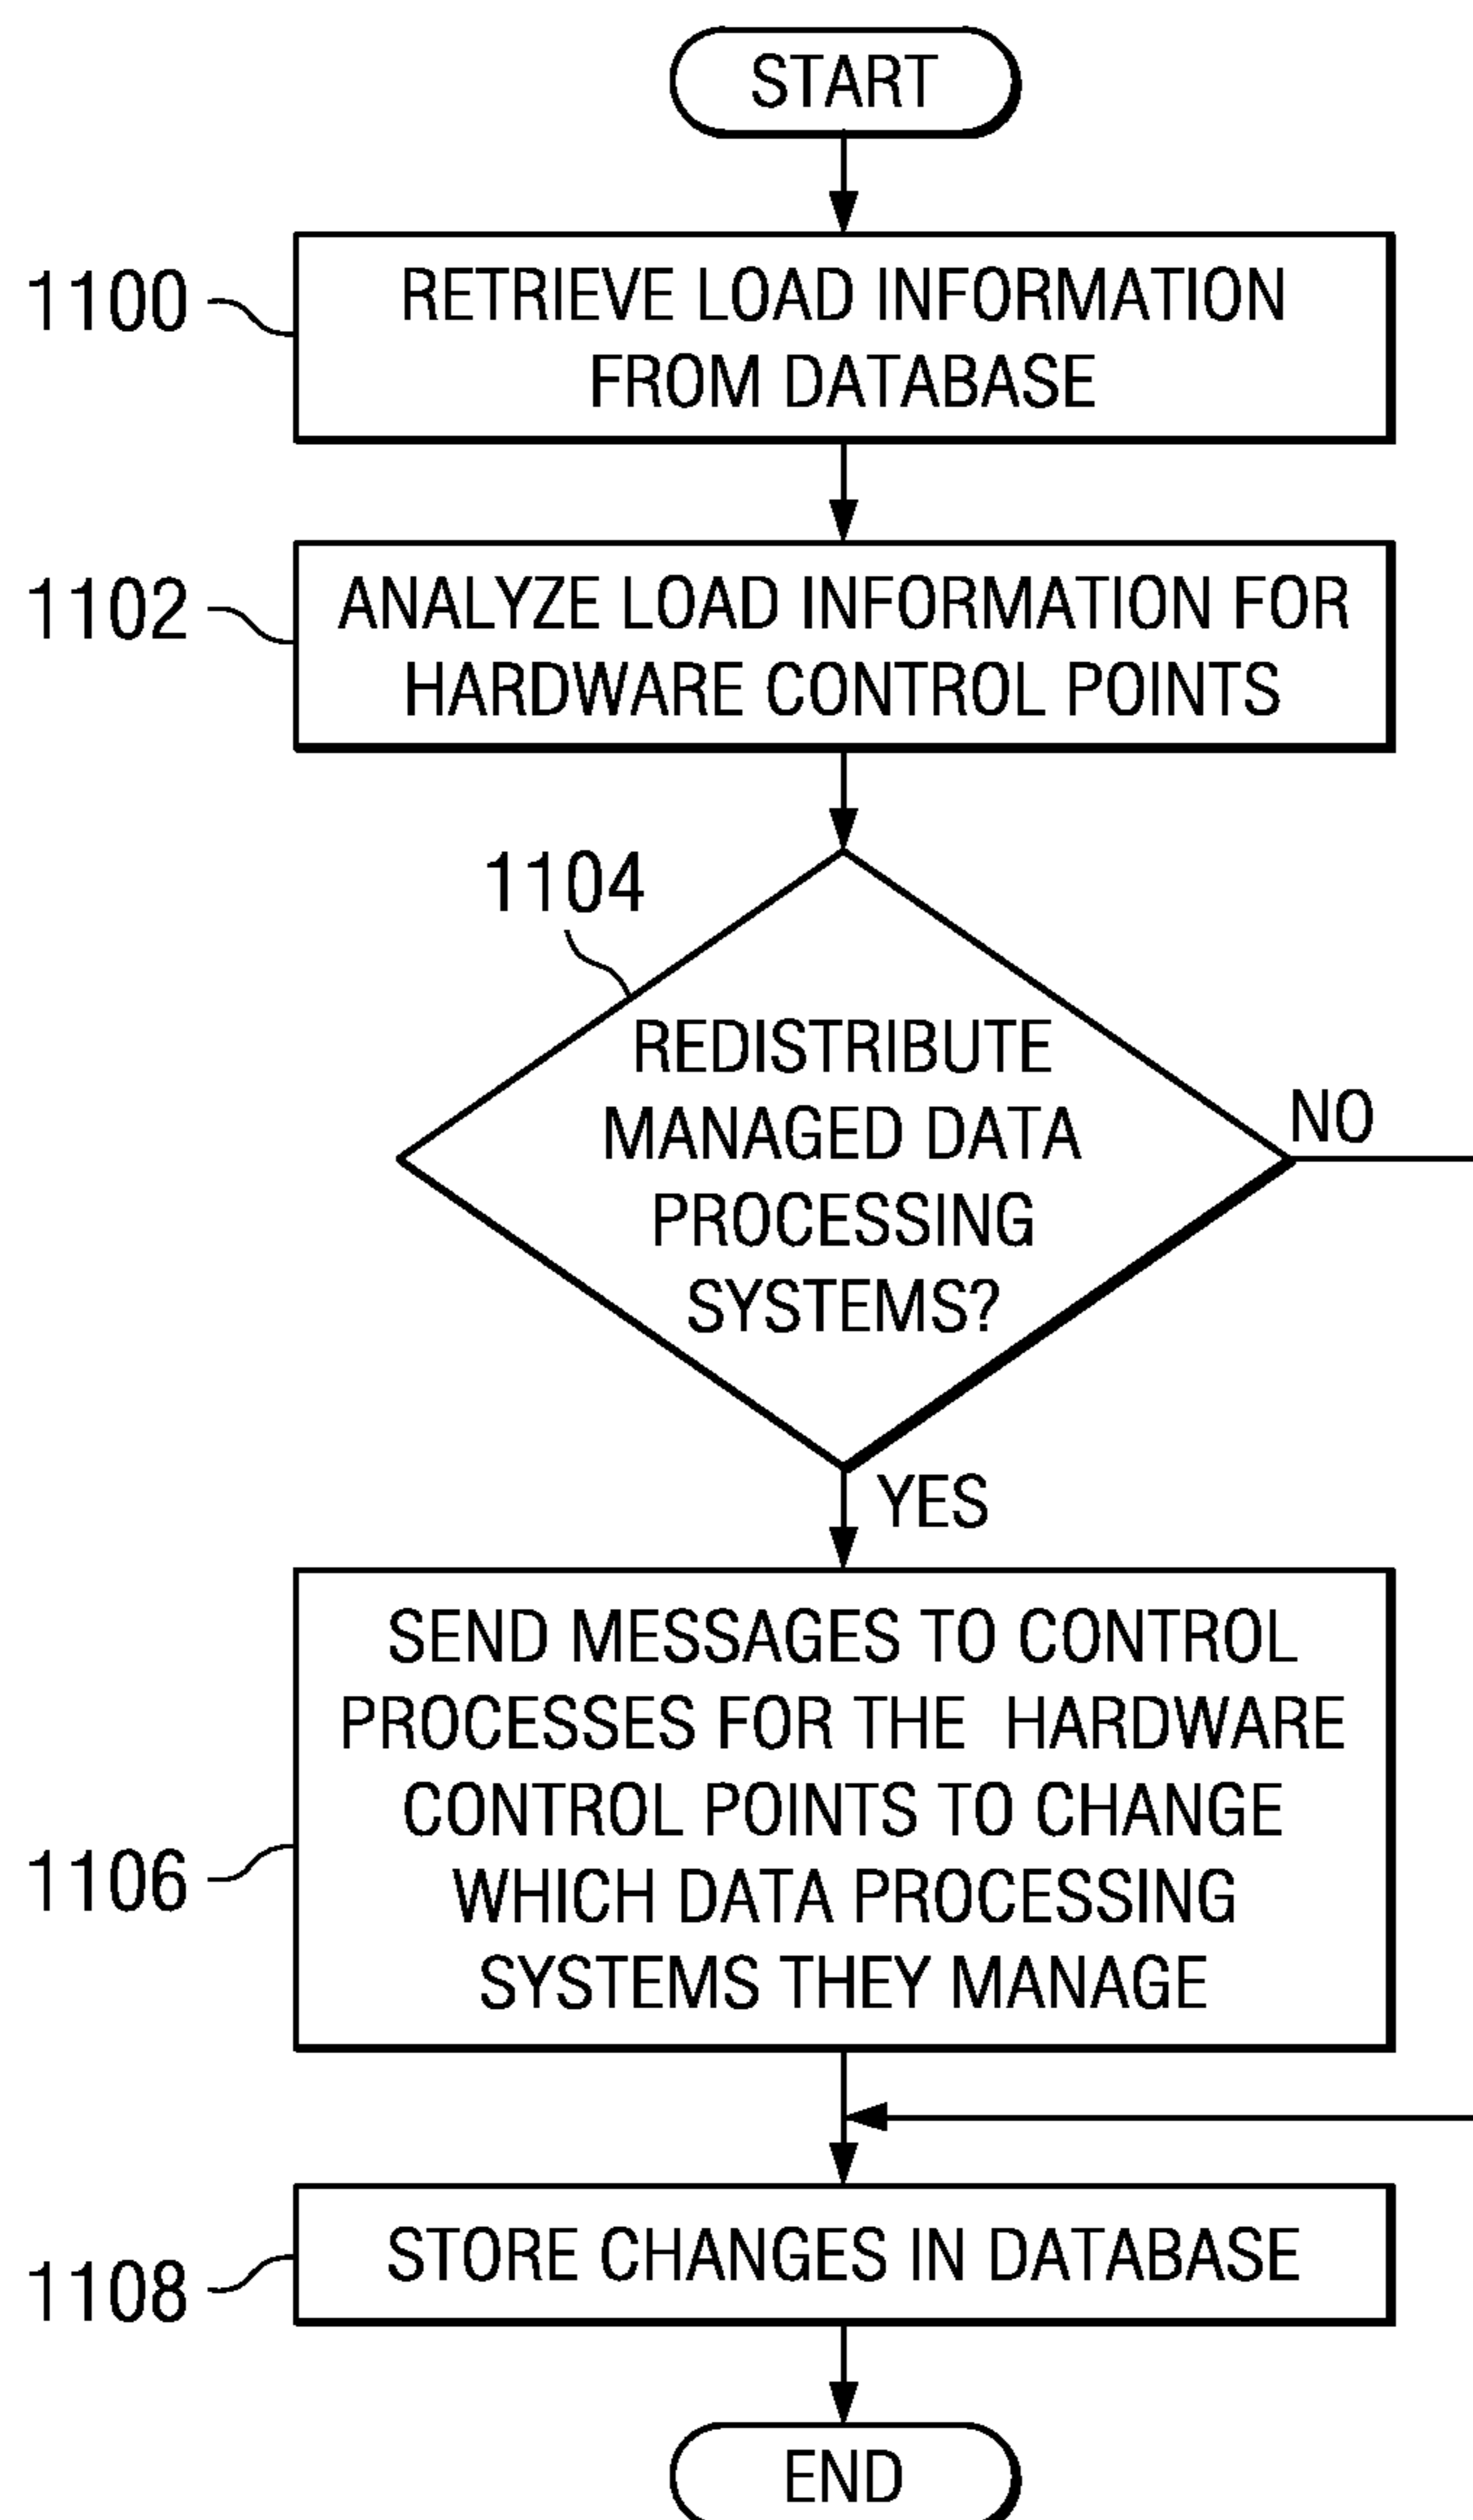 START
1100
RETRIEVE LOAD INFORMATION
FROM DATABASE
1102
ANALYZE LOAD INFORMATION FOR
HARDWARE CONTROL POINTS
1104
REDISTRIBUTE
MANAGED DATA
PROCESSING
SYSTEMS?
NO
YES
SEND MESSAGES TO CONTROL
PROCESSES FOR THE HARDWARE
CONTROL POINTS TO CHANGE
WHICH DATA PROCESSING
SYSTEMS THEY MANAGE
1106
STORE CHANGES IN DATABASE
1108
END